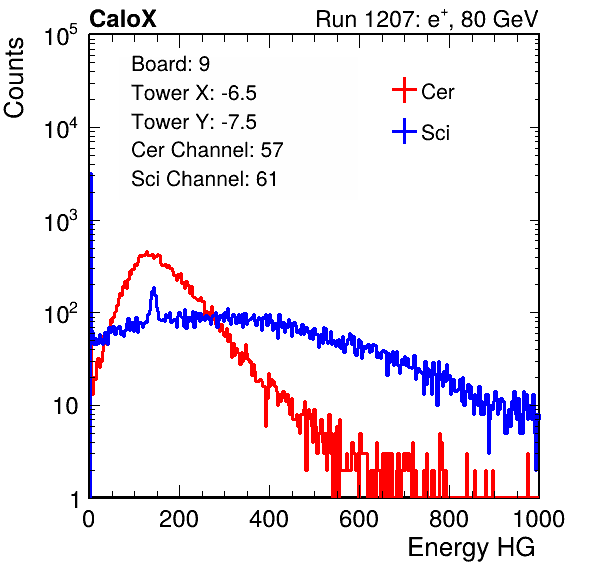 CaloX Run 1207: e⁺, 80 GeV
Counts
10⁵
10⁴
10³
10²
10
1
Board: 9
Tower X: -6.5
Tower Y: -7.5
Cer Channel: 57
Sci Channel: 61
Cer
Sci
0 200 400 600 800 1000
Energy HG